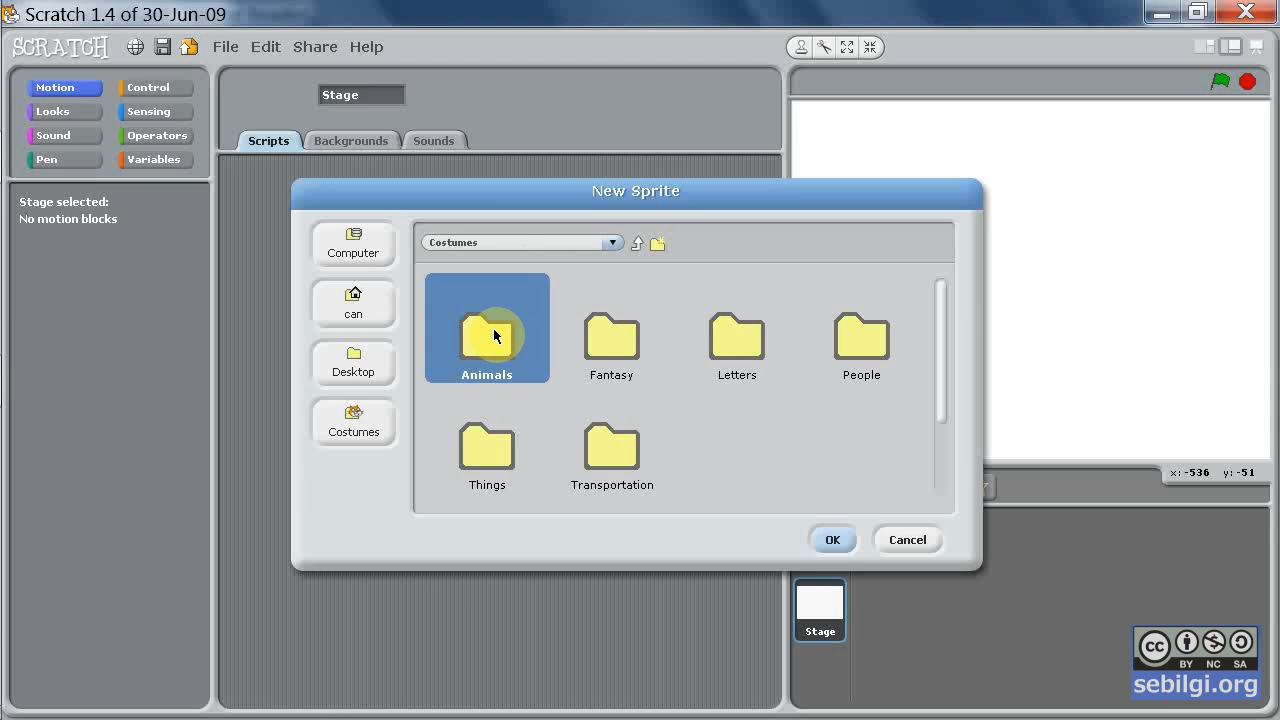 Scratch 1.4 of 30-Jun-09
SCRATCH File Edit Share Help
Motion Control
Looks Sensing
Sound Operators
Pen Variables
Stage selected:
No motion blocks
Stage
Scripts Backgrounds Sounds
New Sprite
Computer
can
Desktop
Costumes
Costumes
Animals Fantasy Letters People
Things Transportation
OK Cancel
x: -536 y: -51
Stage
cc BY NC SA
sebilgi.org